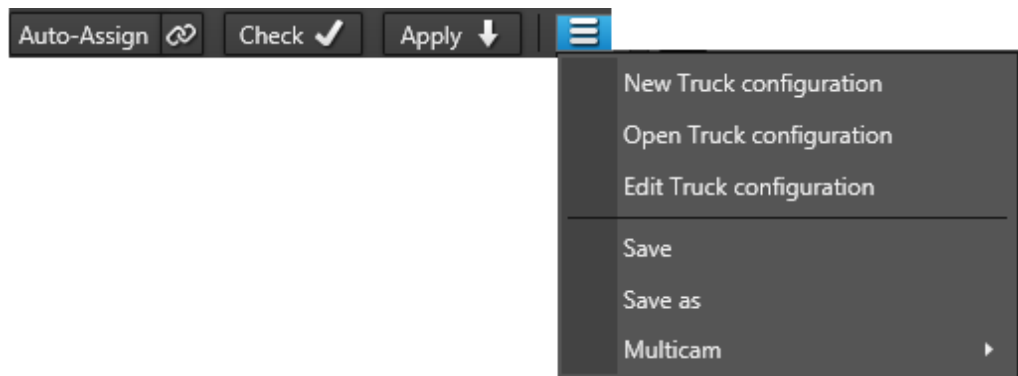 Auto-Assign Check Apply
New Truck configuration
Open Truck configuration
Edit Truck configuration
Save
Save as
Multicam